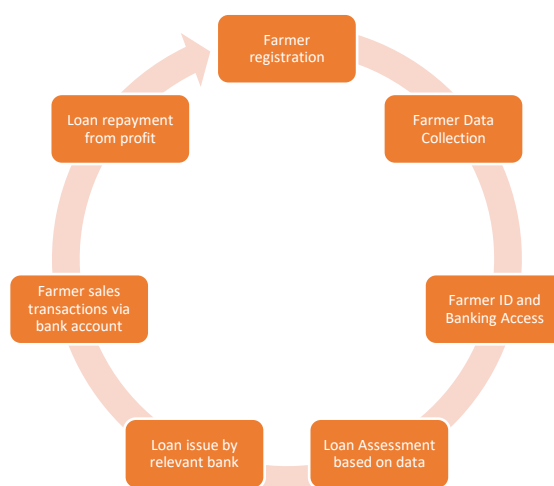 Farmer
registration
Farmer Data
Collection
Farmer ID and
Banking Access
Loan Assessment
based on data
Loan issue by
relevant bank
Farmer sales
transactions via
bank account
Loan repayment
from profit